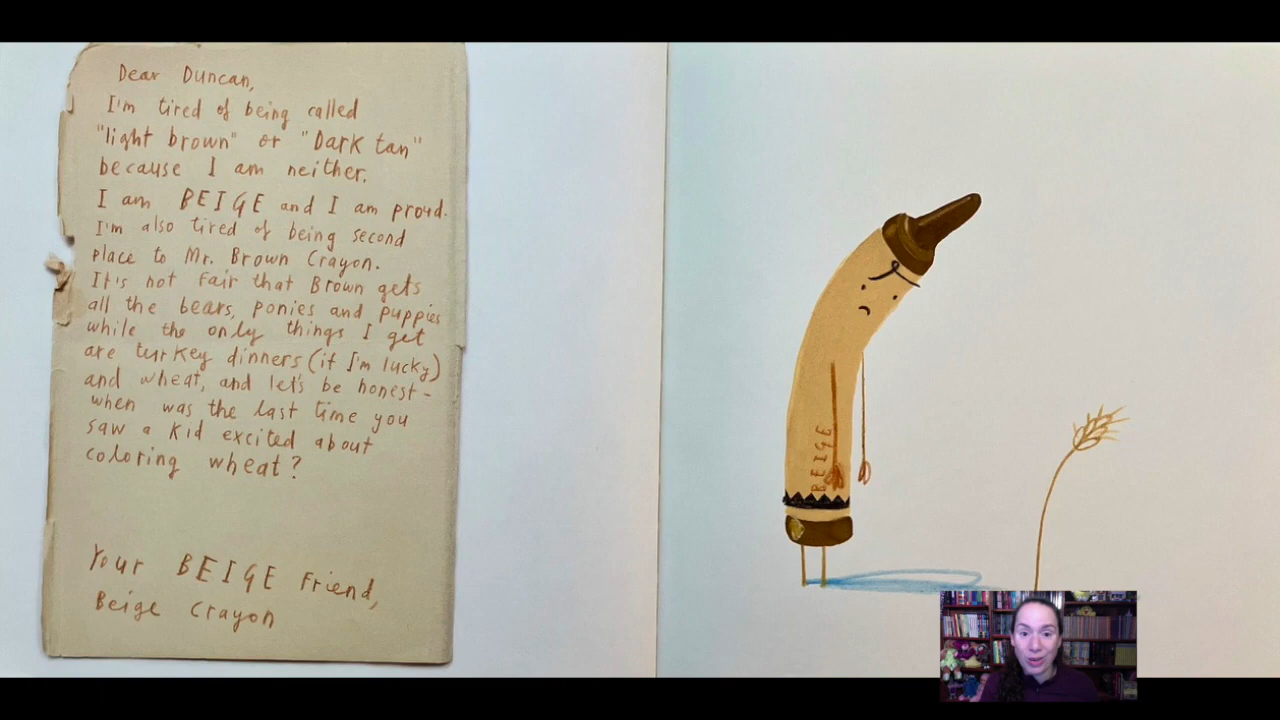 Dear Duncan,
I'm tired of being called
"light brown" or "Dark tan"
because I am neither.
I am BEIGE and I am proud.
I'm also tired of being second
place to Mr. Brown Crayon.
It's not fair that Brown gets
all the bears, ponies and puppies
while the only things I get
are turkey dinners (if I'm lucky)
and wheat, and let's be honest-
when was the last time you
saw a kid excited about
coloring wheat?
Your BEIGE friend,
Beige Crayon
BEIGE